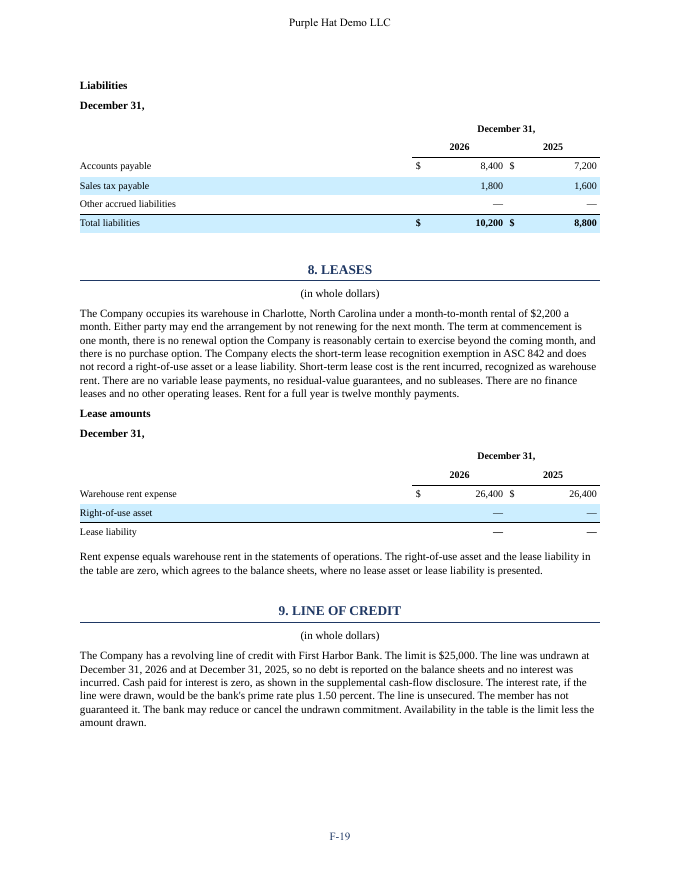 Purple Hat Demo LLC
Liabilities
December 31,
December 31,
2026 2025
Accounts payable $ 8,400 $ 7,200
Sales tax payable 1,800 1,600
Other accrued liabilities — —
Total liabilities $ 10,200 $ 8,800
8. LEASES
(in whole dollars)
The Company occupies its warehouse in Charlotte, North Carolina under a month-to-month rental of $2,200 a
month. Either party may end the arrangement by not renewing for the next month. The term at commencement is
one month, there is no renewal option the Company is reasonably certain to exercise beyond the coming month, and
there is no purchase option. The Company elects the short-term lease recognition exemption in ASC 842 and does
not record a right-of-use asset or a lease liability. Short-term lease cost is the rent incurred, recognized as warehouse
rent. There are no variable lease payments, no residual-value guarantees, and no subleases. There are no finance
leases and no other operating leases. Rent for a full year is twelve monthly payments.
Lease amounts
December 31,
December 31,
2026 2025
Warehouse rent expense $ 26,400 $ 26,400
Right-of-use asset — —
Lease liability — —
Rent expense equals warehouse rent in the statements of operations. The right-of-use asset and the lease liability in
the table are zero, which agrees to the balance sheets, where no lease asset or lease liability is presented.
9. LINE OF CREDIT
(in whole dollars)
The Company has a revolving line of credit with First Harbor Bank. The limit is $25,000. The line was undrawn at
December 31, 2026 and at December 31, 2025, so no debt is reported on the balance sheets and no interest was
incurred. Cash paid for interest is zero, as shown in the supplemental cash-flow disclosure. The interest rate, if the
line were drawn, would be the bank's prime rate plus 1.50 percent. The line is unsecured. The member has not
guaranteed it. The bank may reduce or cancel the undrawn commitment. Availability in the table is the limit less the
amount drawn.
F-19